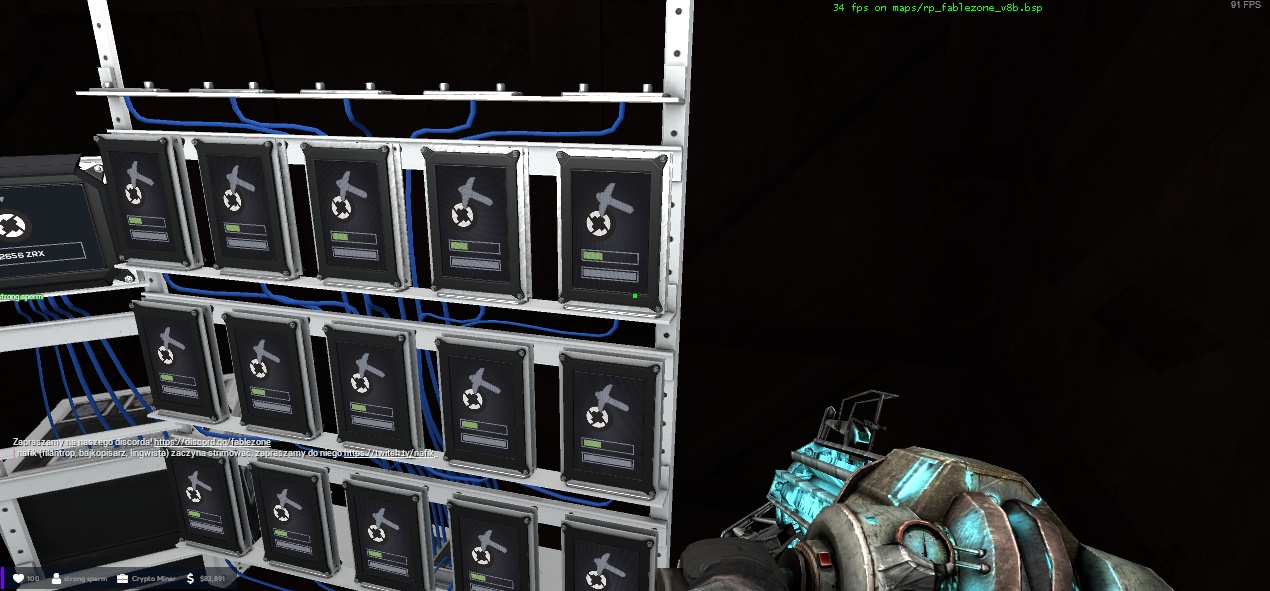 34 fps on maps/rp_fablezone_v8b.bsp
91 FPS
2656 ZRX
strong sperm
Zapraszamy na naszego discorda! https://discord.gg/fablezone
nafik (filantrop, bajkopisarz, lingwista) zaczyna strimować, zapraszamy do niego https://twitch.tv/nafik.
100
strong sperm
Crypto Miner
$ $82,891